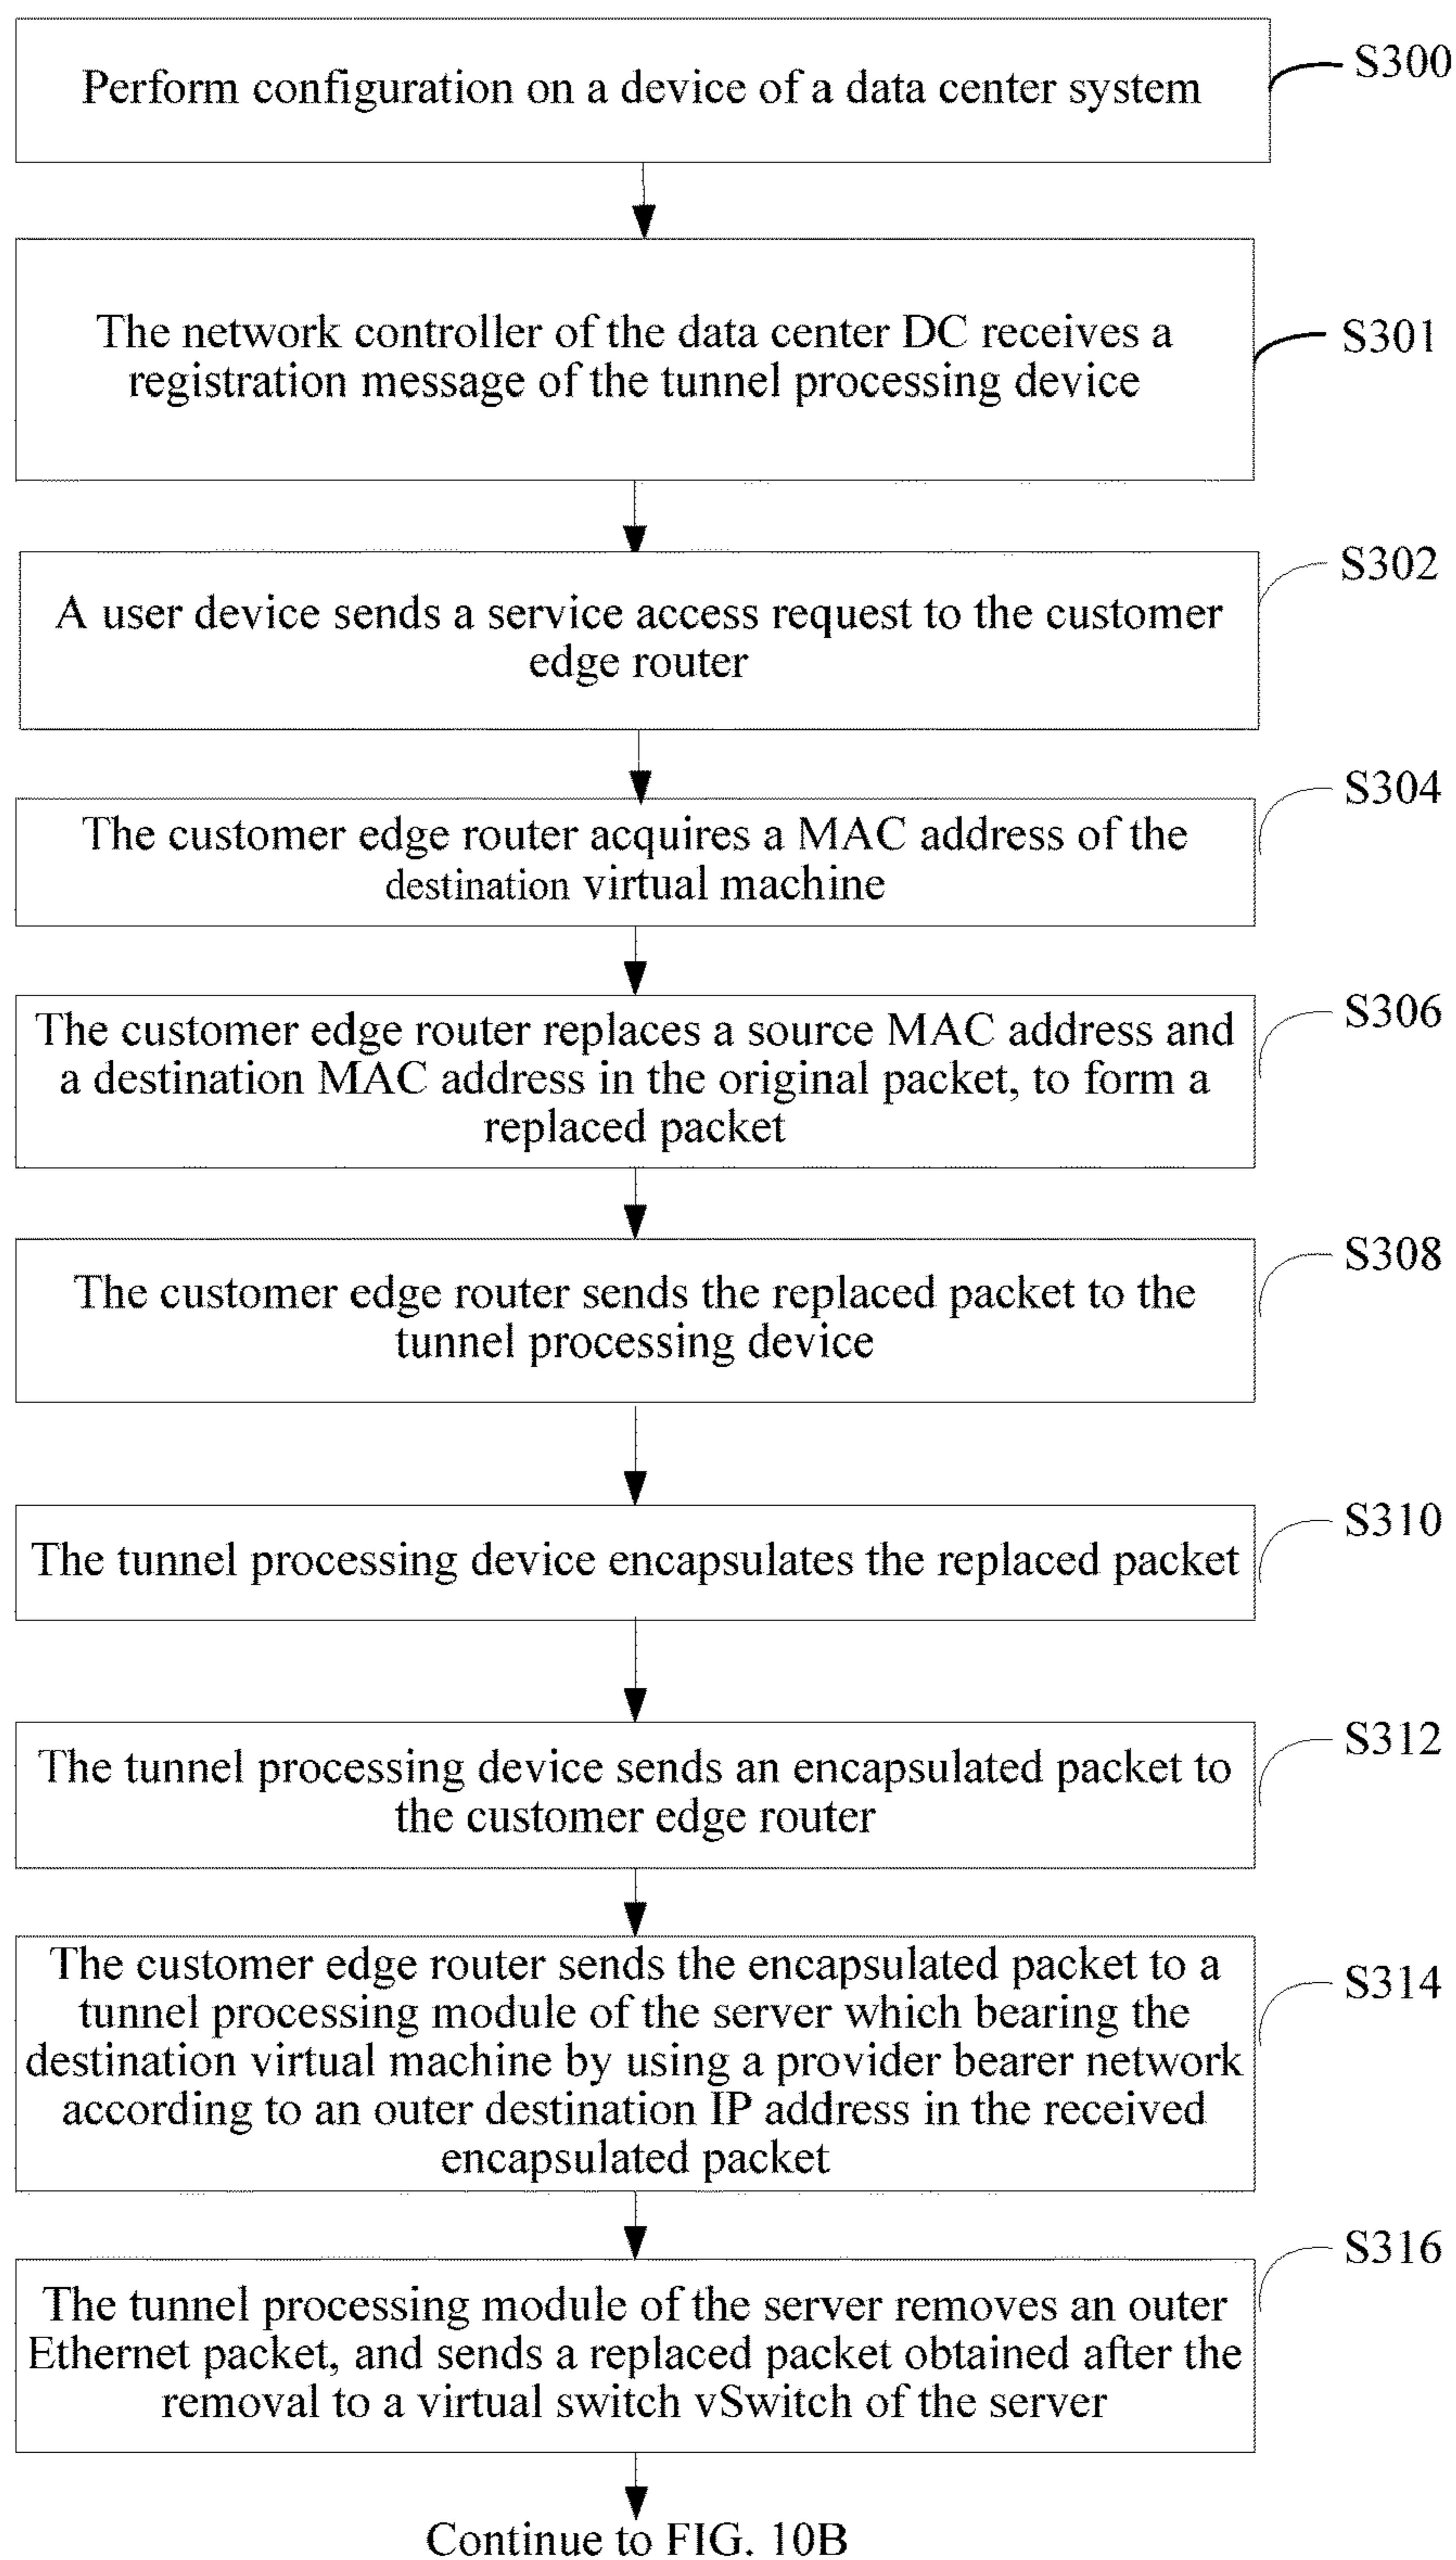 Perform configuration on a device of a data center system
S300
The network controller of the data center DC receives a
registration message of the tunnel processing device
S301
A user device sends a service access request to the customer
edge router
S302
The customer edge router acquires a MAC address of the
destination virtual machine
S304
The customer edge router replaces a source MAC address and
a destination MAC address in the original packet, to form a
replaced packet
S306
The customer edge router sends the replaced packet to the
tunnel processing device
S308
The tunnel processing device encapsulates the replaced packet
S310
The tunnel processing device sends an encapsulated packet to
the customer edge router
S312
The customer edge router sends the encapsulated packet to a
tunnel processing module of the server which bearing the
destination virtual machine by using a provider bearer network
according to an outer destination IP address in the received
encapsulated packet
S314
The tunnel processing module of the server removes an outer
Ethernet packet, and sends a replaced packet obtained after the
removal to a virtual switch vSwitch of the server
S316
Continue to FIG. 10B